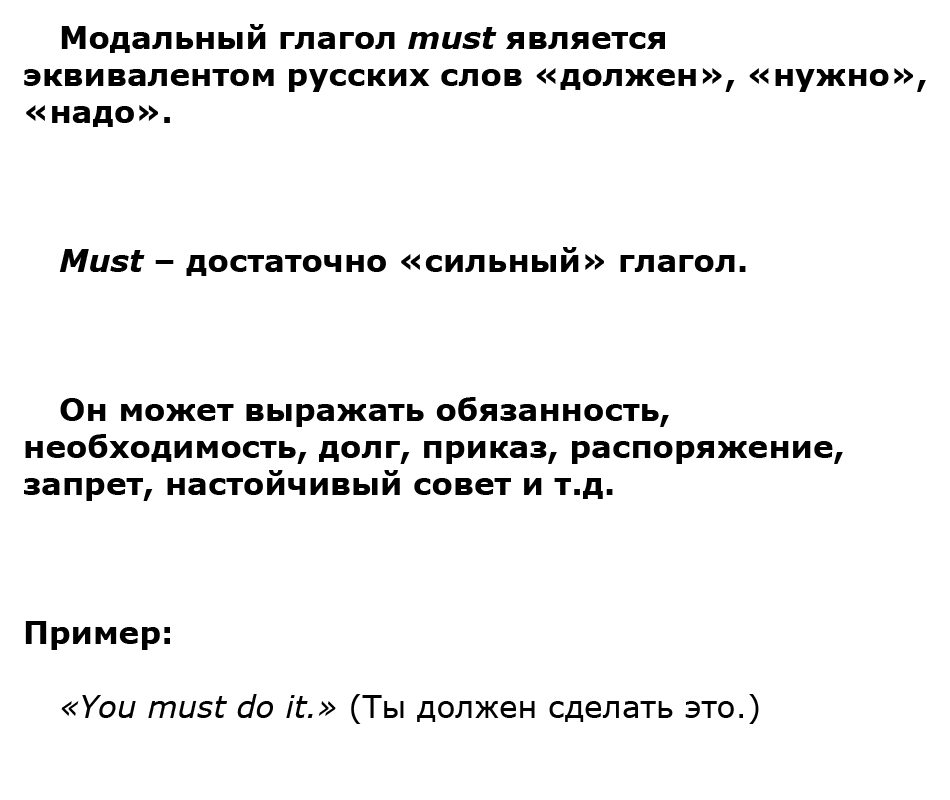 Модальный глагол must является
эквивалентом русских слов «должен», «нужно»,
«надо».
Must – достаточно «сильный» глагол.
Он может выражать обязанность,
необходимость, долг, приказ, распоряжение,
запрет, настойчивый совет и т.д.
Пример:
«You must do it.» (Ты должен сделать это.)